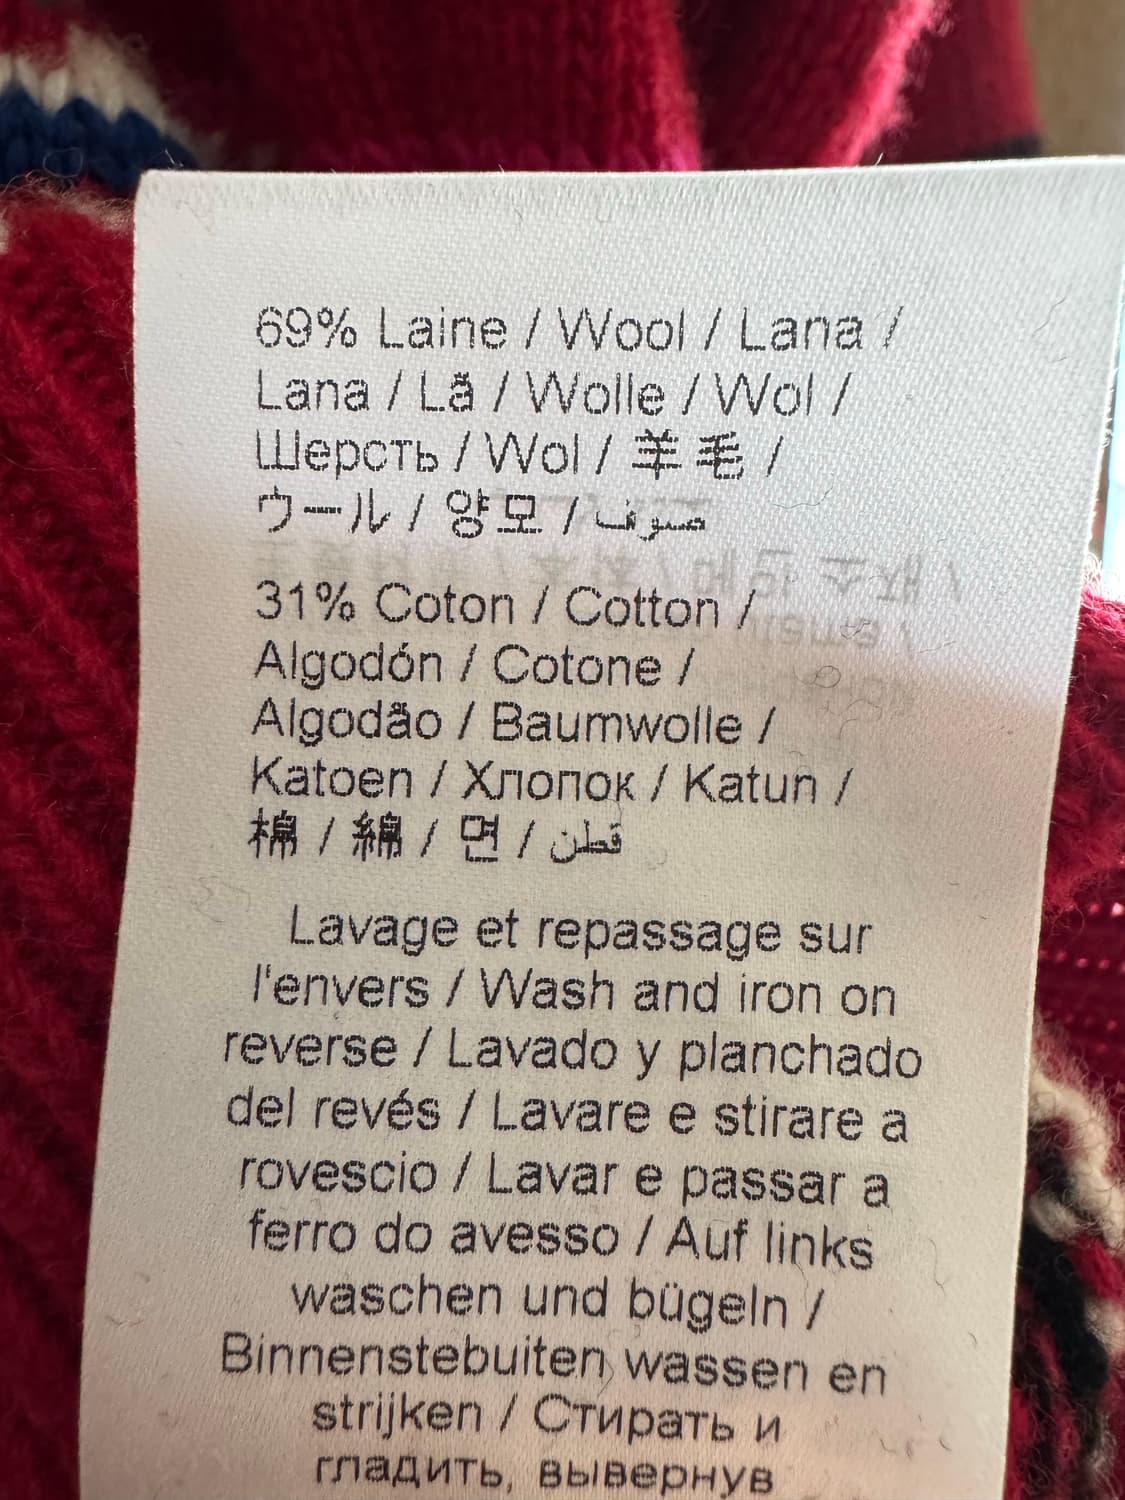 69% Laine / Wool / Lana /
Lana / Lã / Wolle / Wol /
Шерсть / Wol / 羊毛 /
ウール / 양모 / صوف
31% Coton / Cotton /
Algodón / Cotone /
Algodão / Baumwolle /
Katoen / Хлопок / Katun /
棉 / 綿 / 면 / قطن
Lavage et repassage sur
l'envers / Wash and iron on
reverse / Lavado y planchado
del revés / Lavare e stirare a
rovescio / Lavar e passar a
ferro do avesso / Auf links
waschen und bügeln /
Binnenstebuiten wassen en
strijken / Стирать и
гладить, вывернув